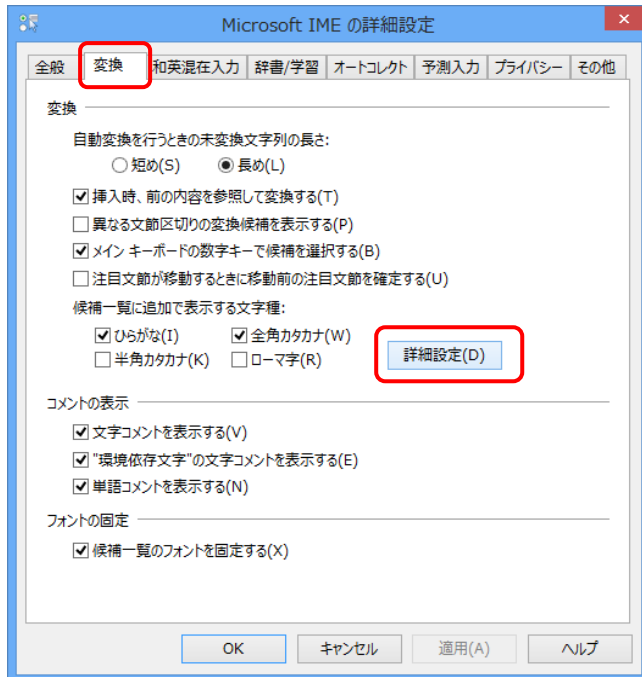 Microsoft IME の詳細設定
全般 変換 和英混在入力 辞書/学習 オートコレクト 予測入力 プライバシー その他
変換
自動変換を行うときの未変換文字列の長さ:
短め(S) 長め(L)
挿入時、前の内容を参照して変換する(T)
異なる文節区切りの変換候補を表示する(P)
メイン キーボードの数字キーで候補を選択する(B)
注目文節が移動するときに移動前の注目文節を確定する(U)
候補一覧に追加で表示する文字種:
ひらがな(I) 全角カタカナ(W)
半角カタカナ(K) ローマ字(R) 詳細設定(D)
コメントの表示
文字コメントを表示する(V)
"環境依存文字"の文字コメントを表示する(E)
単語コメントを表示する(N)
フォントの固定
候補一覧のフォントを固定する(X)
OK キャンセル 適用(A) ヘルプ